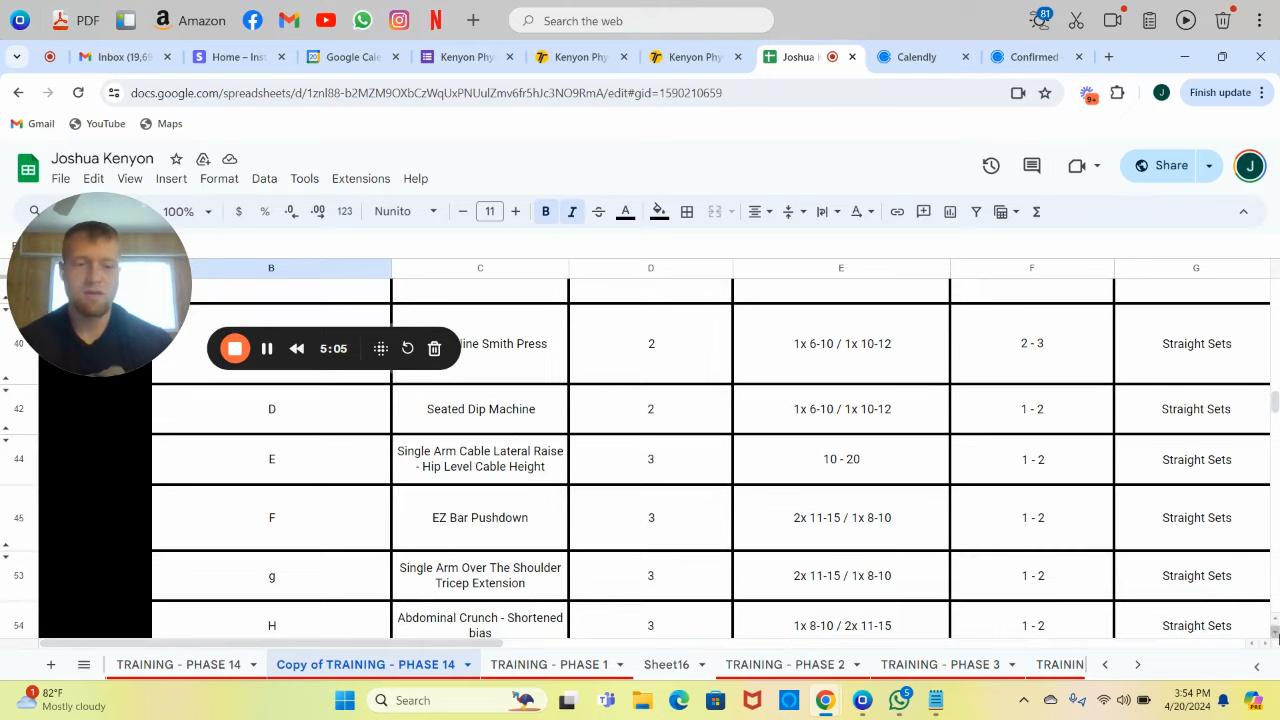 PDF
Amazon
Search the web
81
Inbox (19,69
Home – Inst
Google Cale
Kenyon Phy
Kenyon Phy
Kenyon Phy
Joshua K
Calendly
Confirmed
docs.google.com/spreadsheets/d/1znl88-b2MZM9OXbCzWqUxPNUulZmv6fr5hJc3NO9RmA/edit#gid=1590210659
9+
J
Finish update
Gmail
YouTube
Maps
Joshua Kenyon
File Edit View Insert Format Data Tools Extensions Help
Share
J
100% $ % .0 .00 123 Nunito 11 B I A
B C D E F G
40 line Smith Press 2 1x 6-10 / 1x 10-12 2 - 3 Straight Sets
5:05
42 D Seated Dip Machine 2 1x 6-10 / 1x 10-12 1 - 2 Straight Sets
44 E Single Arm Cable Lateral Raise
- Hip Level Cable Height 3 10 - 20 1 - 2 Straight Sets
45 F EZ Bar Pushdown 3 2x 11-15 / 1x 8-10 1 - 2 Straight Sets
53 g Single Arm Over The Shoulder
Tricep Extension 3 2x 11-15 / 1x 8-10 1 - 2 Straight Sets
54 H Abdominal Crunch - Shortened
bias 3 1x 8-10 / 2x 11-15 1 - 2 Straight Sets
TRAINING - PHASE 14 Copy of TRAINING - PHASE 14 TRAINING - PHASE 1 Sheet16 TRAINING - PHASE 2 TRAINING - PHASE 3 TRAININ
1
82°F
Mostly cloudy
Search
5
3:54 PM
4/20/2024
PRE